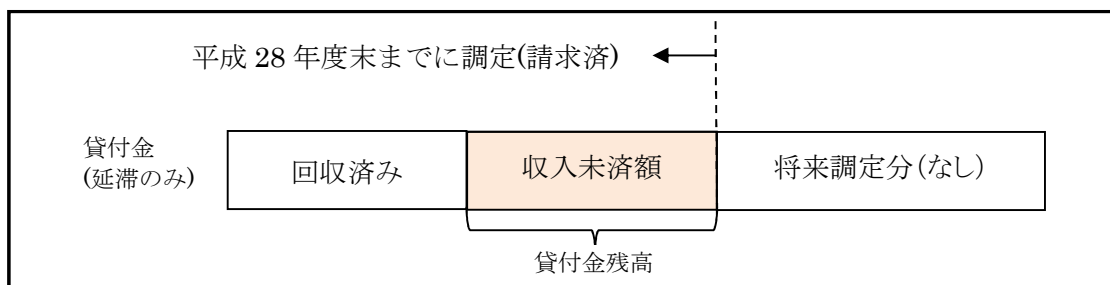 平成 28 年度末までに調定(請求済)
貸付金
(延滞のみ)
回収済み
収入未済額
将来調定分(なし)
貸付金残高